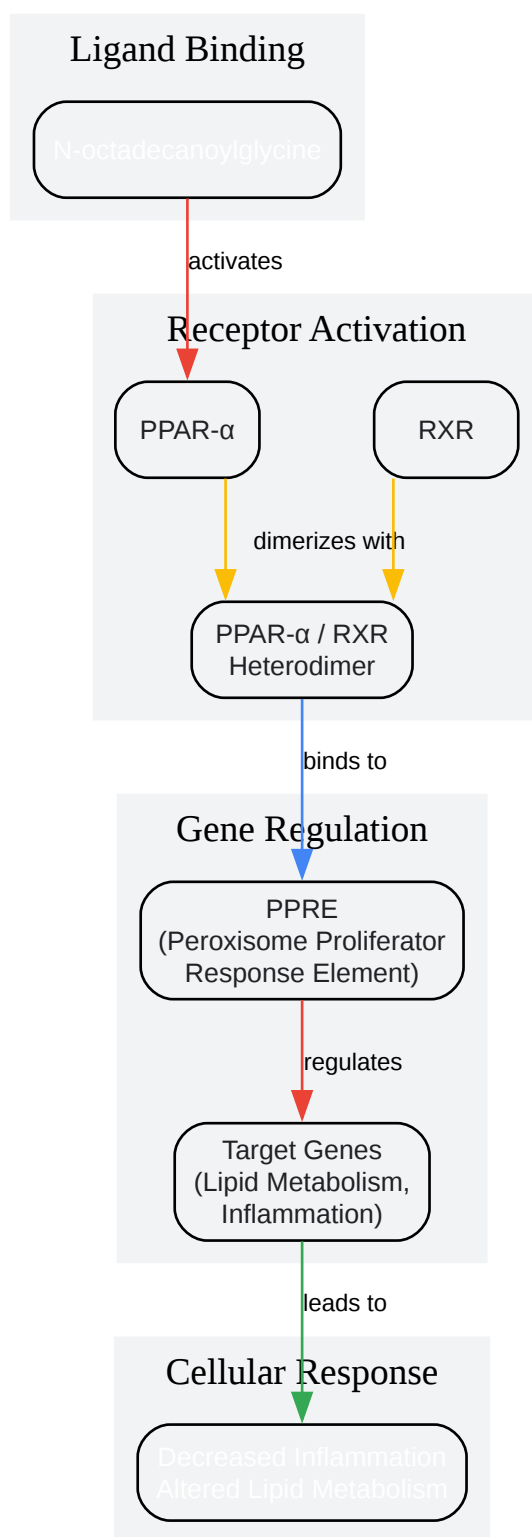 Ligand Binding
N-octadecanoylglycine
activates
Receptor Activation
PPAR-α
RXR
dimerizes with
PPAR-α / RXR
Heterodimer
binds to
Gene Regulation
PPRE
(Peroxisome Proliferator
Response Element)
regulates
Target Genes
(Lipid Metabolism,
Inflammation)
leads to
Cellular Response
Decreased Inflammation
Altered Lipid Metabolism